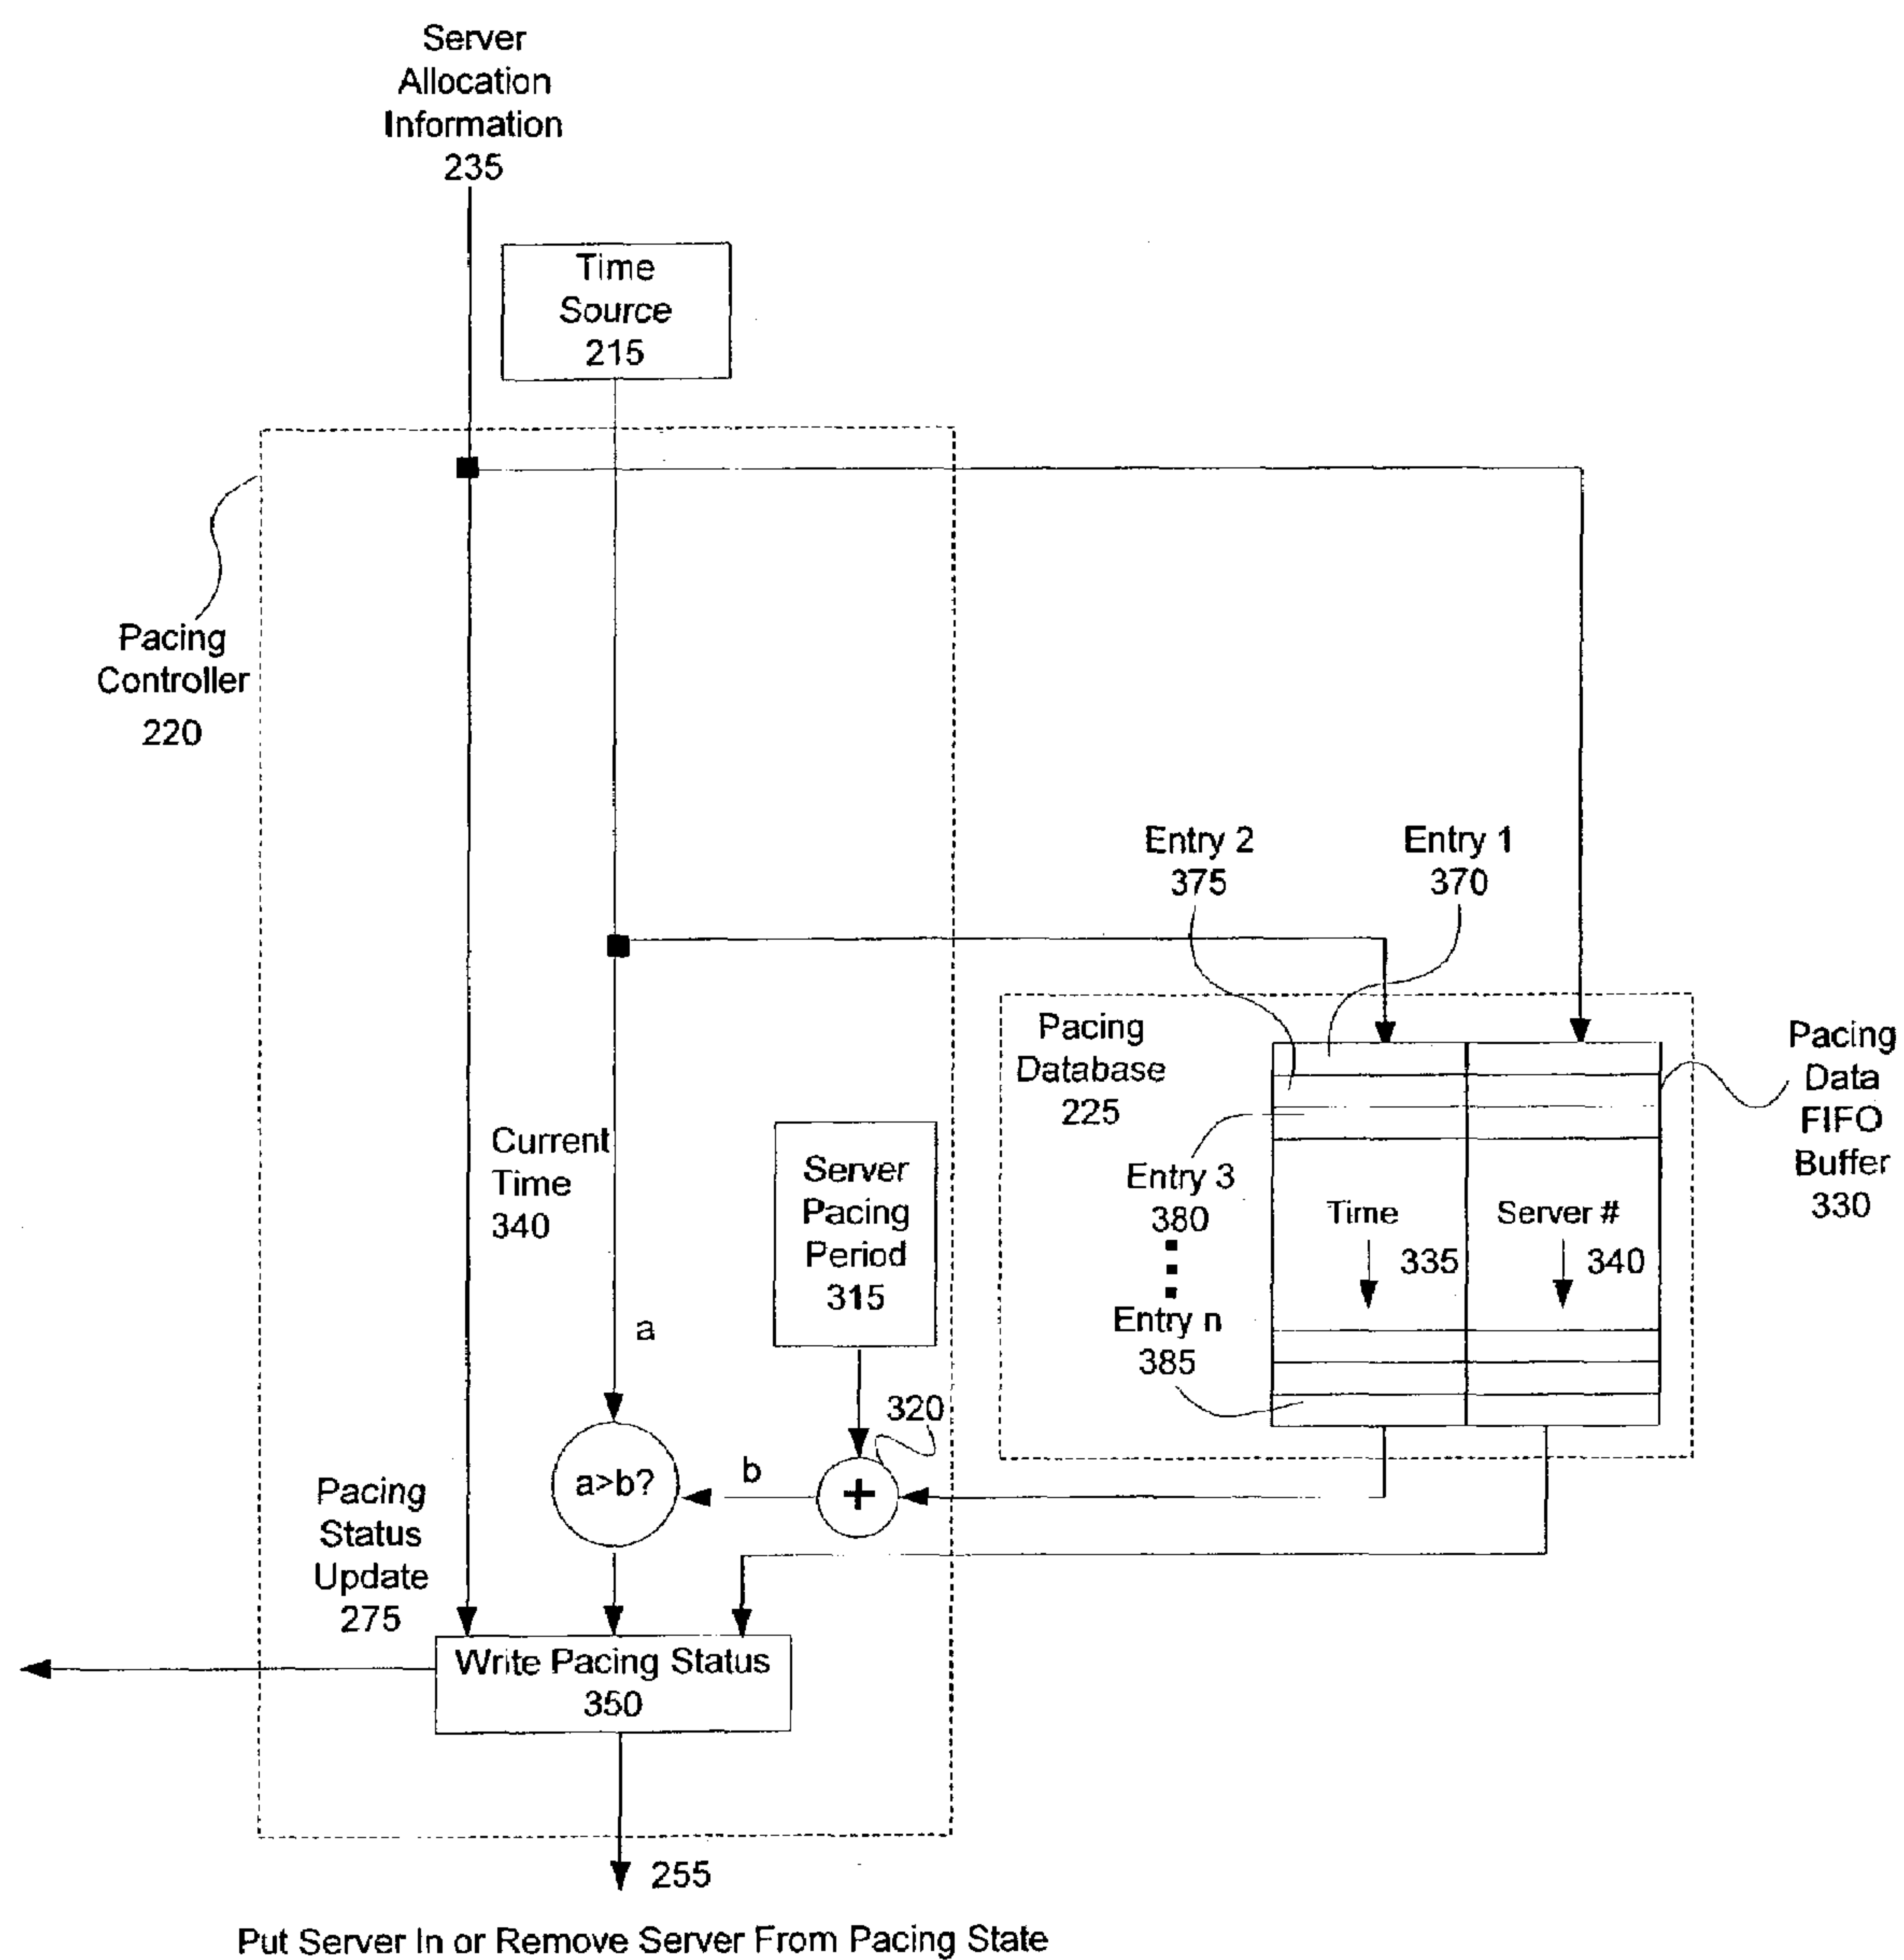 Server
Allocation
Information
235
Time
Source
215
Pacing
Controller
220
Entry 2
375
Entry 1
370
Pacing
Database
225
Pacing
Data
FIFO
Buffer
330
Current
Time
340
Server
Pacing
Period
315
Entry 3
380
Entry n
385
Time
335
Server #
340
a
320
a>b?
b
+
Pacing
Status
Update
275
Write Pacing Status
350
255
Put Server In or Remove Server From Pacing State